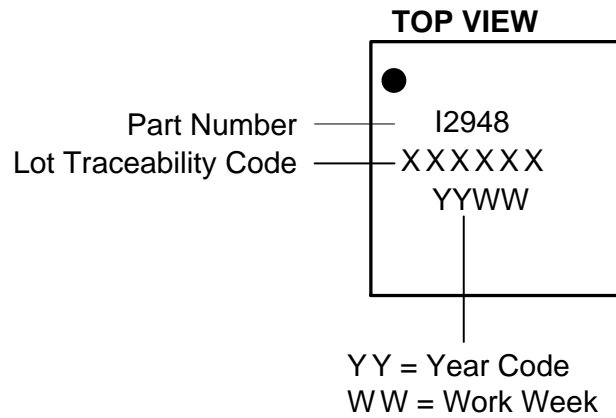 TOP VIEW
Part Number
I2948
Lot Traceability Code
XXXXXX
YYWW
YY = Year Code
WW = Work Week